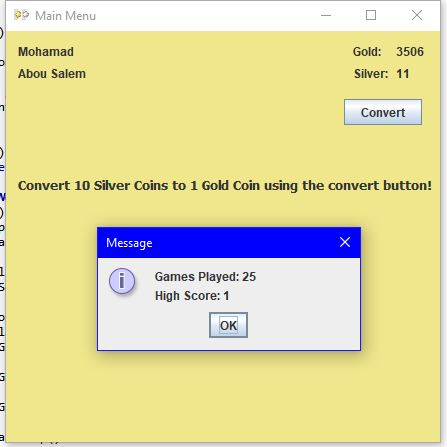 Main Menu
Mohamad Gold: 3506
Abou Salem Silver: 11
Convert
Convert 10 Silver Coins to 1 Gold Coin using the convert button!
Message
Games Played: 25
High Score: 1
OK